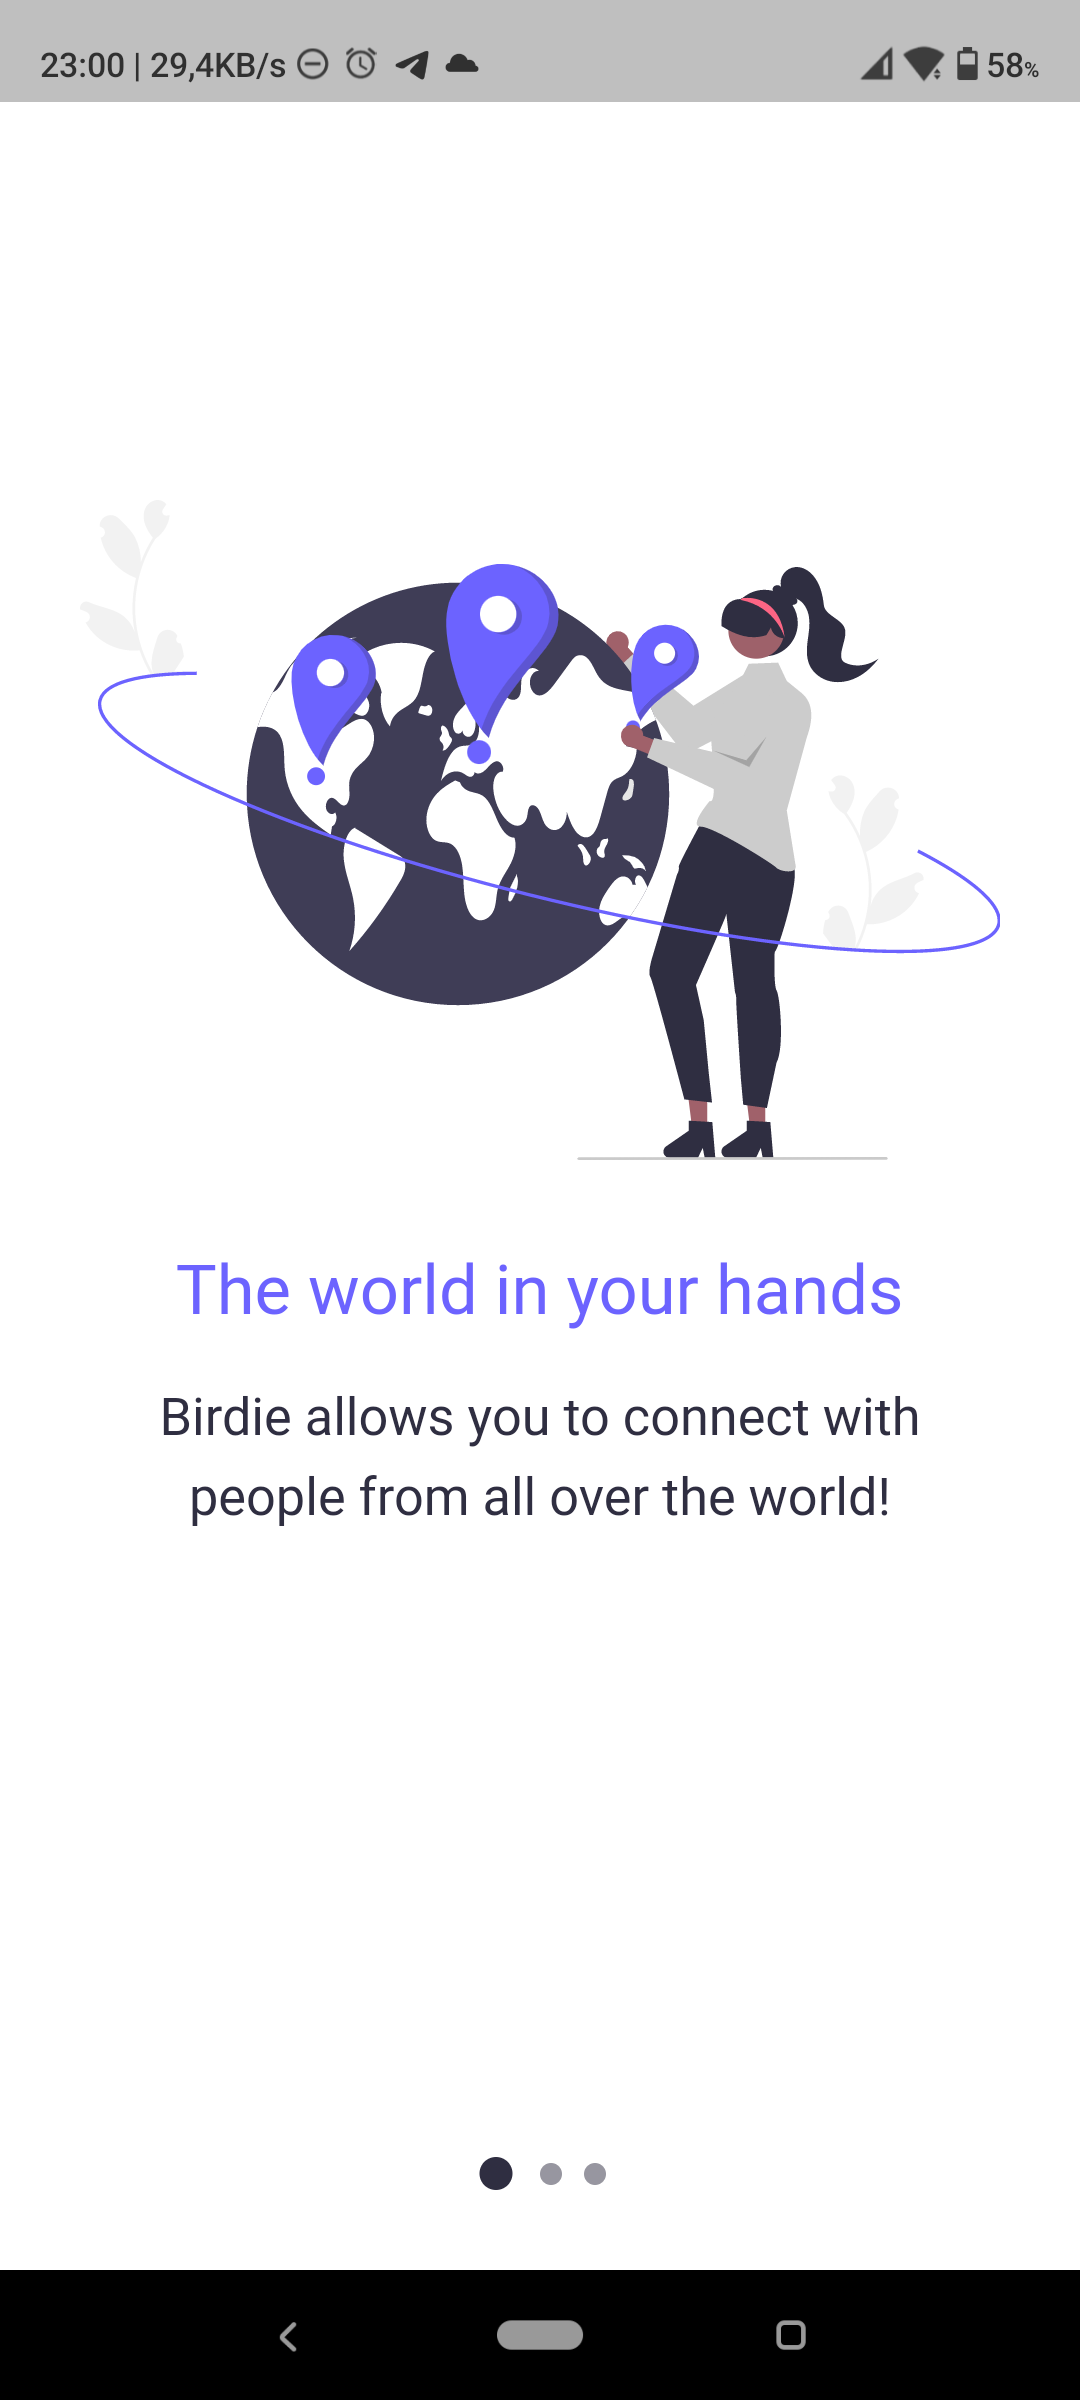 23:00 | 29,4KB/s 58%
The world in your hands
Birdie allows you to connect with
people from all over the world!